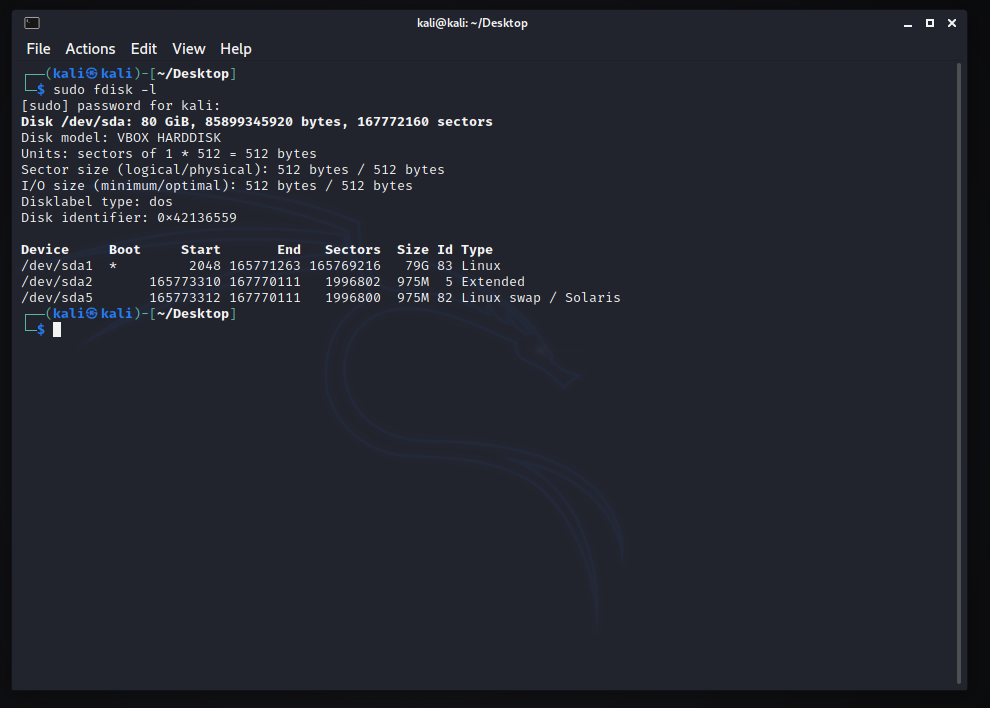 kali@kali: ~/Desktop
File Actions Edit View Help
┌──(kali㉿kali)-[~/Desktop]
└─$ sudo fdisk -l
[sudo] password for kali:
Disk /dev/sda: 80 GiB, 85899345920 bytes, 167772160 sectors
Disk model: VBOX HARDDISK
Units: sectors of 1 * 512 = 512 bytes
Sector size (logical/physical): 512 bytes / 512 bytes
I/O size (minimum/optimal): 512 bytes / 512 bytes
Disklabel type: dos
Disk identifier: 0x42136559
Device     Boot     Start       End   Sectors  Size Id Type
/dev/sda1  *         2048 165771263 165769216   79G 83 Linux
/dev/sda2       165773310 167770111   1996802  975M  5 Extended
/dev/sda5       165773312 167770111   1996800  975M 82 Linux swap / Solaris
┌──(kali㉿kali)-[~/Desktop]
└─$